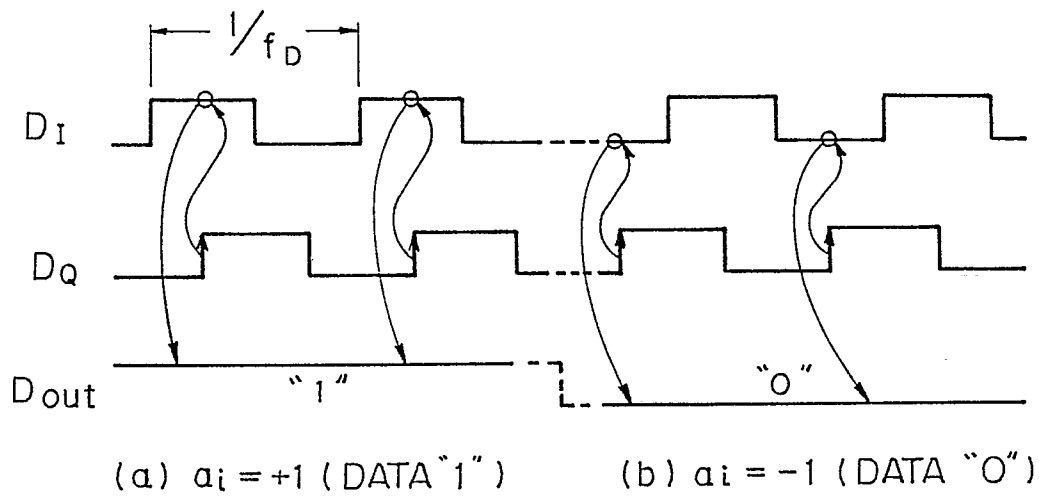 1/fD
DI
DQ
Dout
"1"
"0"
(a) ai = +1 (DATA "1")
(b) ai = -1 (DATA "0")